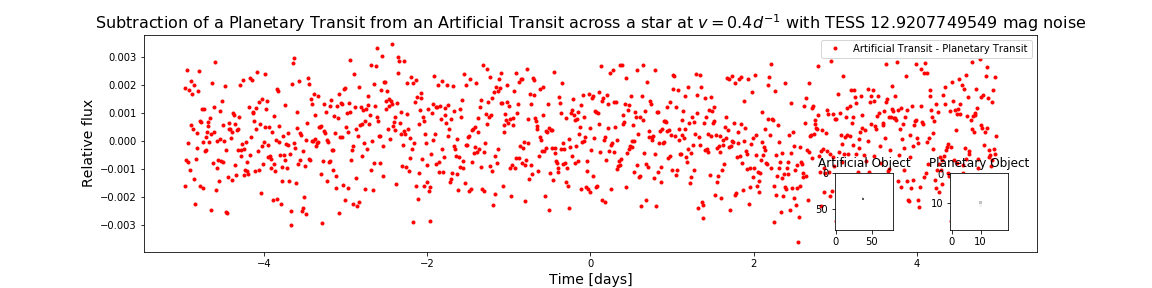 Subtraction of a Planetary Transit from an Artificial Transit across a star at v = 0.4d⁻¹ with TESS 12.9207749549 mag noise
Artificial Transit - Planetary Transit
Relative flux
0.003
0.002
0.001
0.000
−0.001
−0.002
−0.003
Artificial Object
0
50
0 50
Planetary Object
0
10
0 10
−4 −2 0 2 4
Time [days]